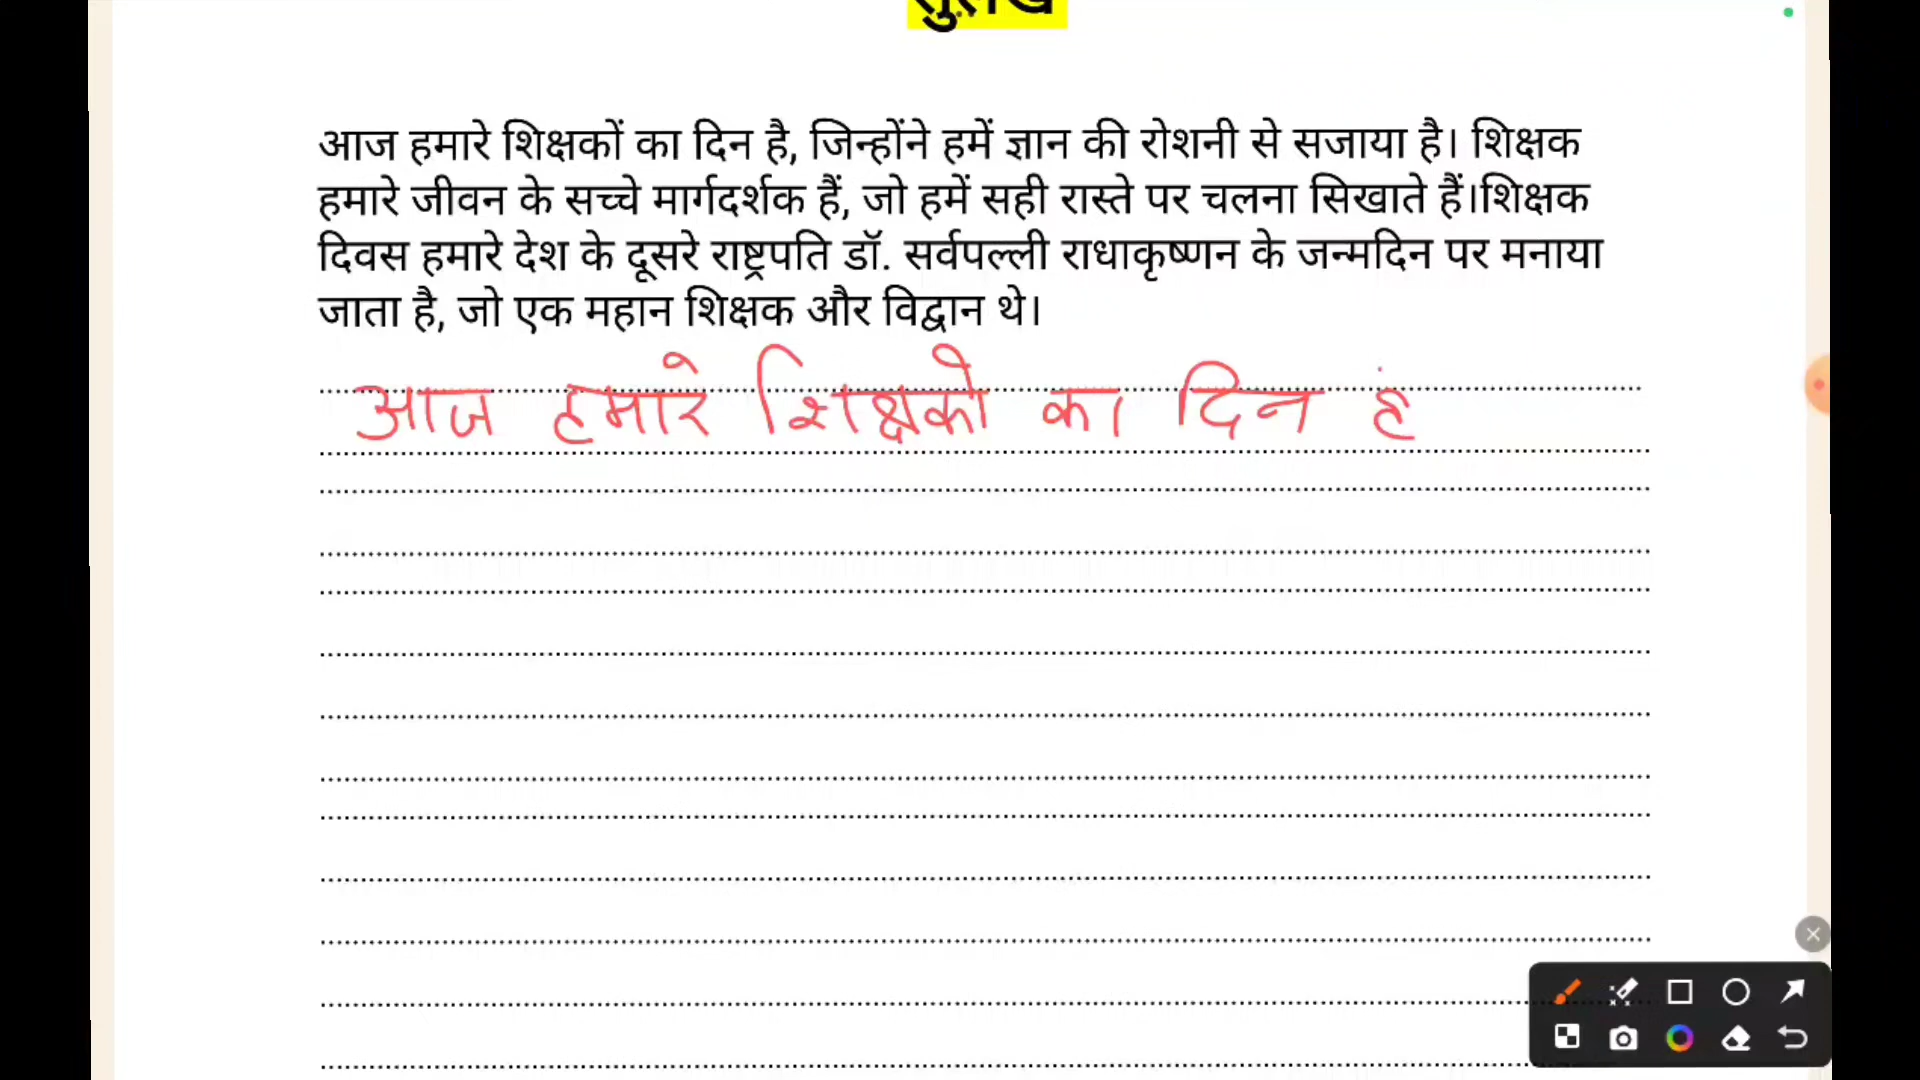 सुलेख
आज हमारे शिक्षकों का दिन है, जिन्होंने हमें ज्ञान की रोशनी से सजाया है। शिक्षक
हमारे जीवन के सच्चे मार्गदर्शक हैं, जो हमें सही रास्ते पर चलना सिखाते हैं।शिक्षक
दिवस हमारे देश के दूसरे राष्ट्रपति डॉ. सर्वपल्ली राधाकृष्णन के जन्मदिन पर मनाया
जाता है, जो एक महान शिक्षक और विद्वान थे।
आज हमारे शिक्षको का दिन हं